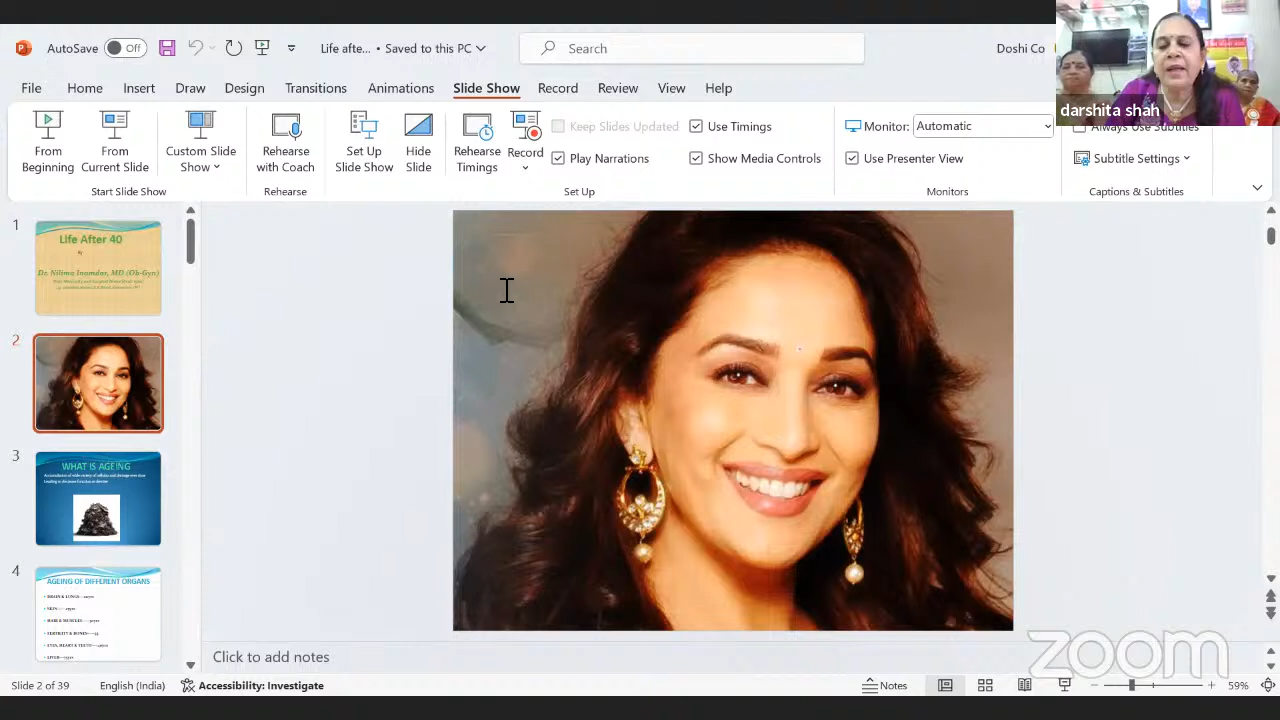 AutoSave Off Life afte... • Saved to this PC Search Doshi Co
darshita shah
File Home Insert Draw Design Transitions Animations Slide Show Record Review View Help
From Beginning
From Current Slide
Custom Slide Show
Rehearse with Coach
Set Up Slide Show
Hide Slide
Rehearse Timings
Record
Keep Slides Updated
Play Narrations
Use Timings
Show Media Controls
Monitor: Automatic
Use Presenter View
Always Use Subtitles
Subtitle Settings
Start Slide Show Rehearse Set Up Monitors Captions & Subtitles
1
Life After 40
By
Dr. Nilima Inamdar, MD (Ob-Gyn)
2
3
WHAT IS AGEING
4
AGEING OF DIFFERENT ORGANS
Click to add notes
zoom
Slide 2 of 39 English (India) Accessibility: Investigate Notes 59%